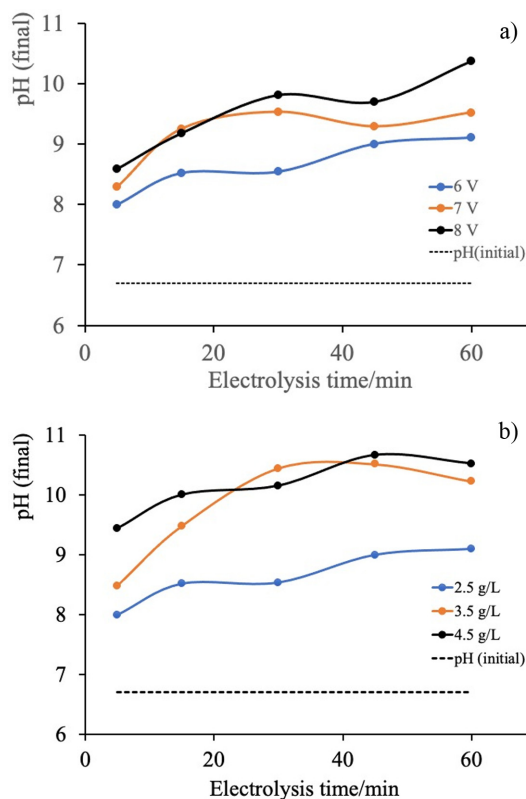 a)
pH (final)
11
10
9
8
7
6
6 V
7 V
8 V
pH(initial)
0
20
40
60
Electrolysis time/min
b)
pH (final)
11
10
9
8
7
6
2.5 g/L
3.5 g/L
4.5 g/L
pH (initial)
0
20
40
60
Electrolysis time/min